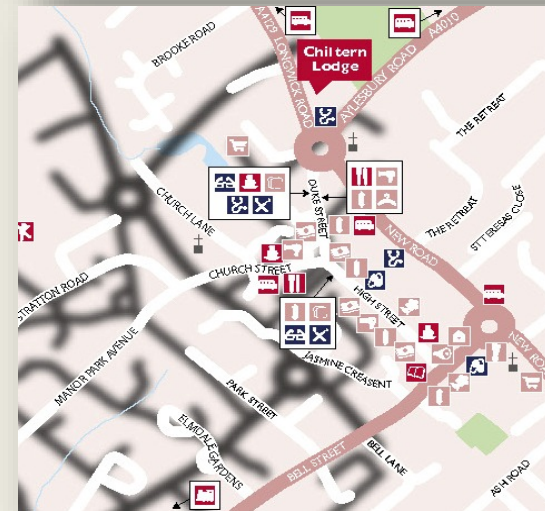 A4129 LONGWICK ROAD
A4010
AYLESBURY ROAD
BROOKE ROAD
Chiltern
Lodge
THE RETREAT
CHURCH LANE
DUKE STREET
THE RETREAT
ST TERESAS CLOSE
NEW ROAD
CHURCH STREET
STRATTON ROAD
HIGH STREET
MANOR PARK AVENUE
JASMINE CREASENT
NEW RO
PARK STREET
ELMDALE GARDENS
BELL STREET
BELL LANE
ASH ROAD